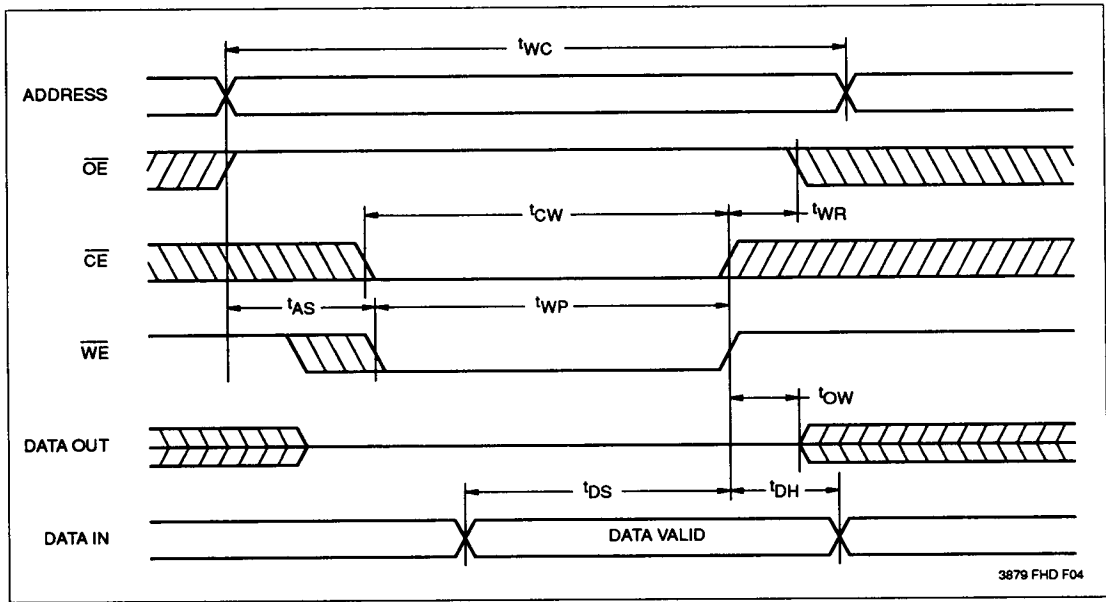 tWC
ADDRESS
OE
tCW
tWR
CE
tAS
tWP
WE
tOW
DATA OUT
tDS
tDH
DATA IN
DATA VALID
3879 FHD F04